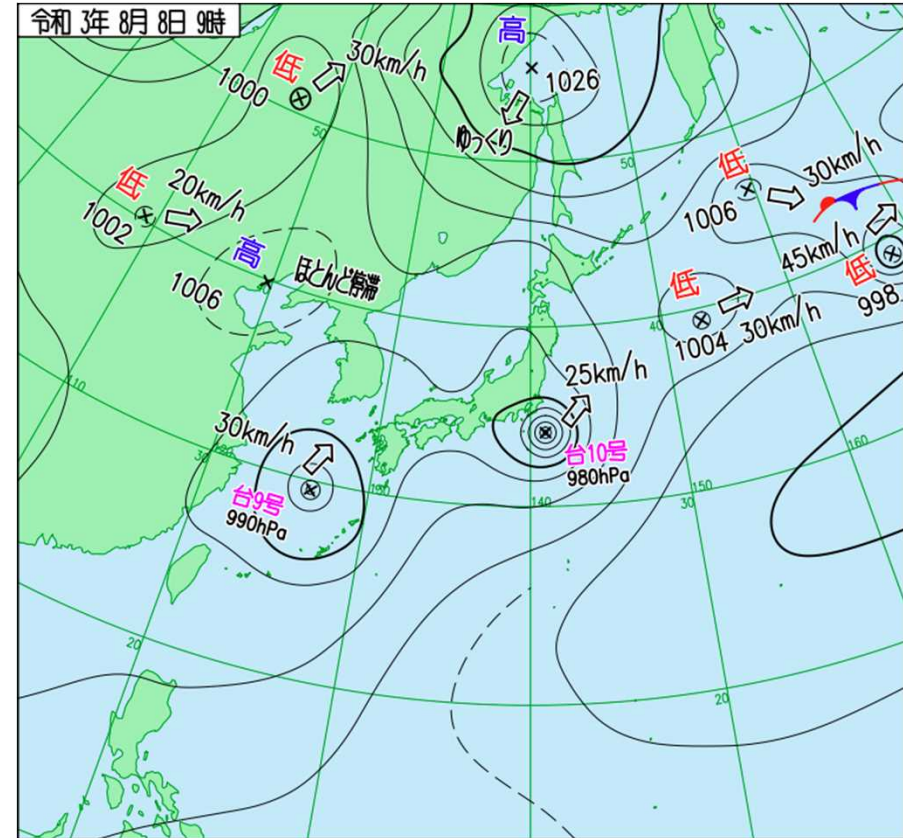 令和 3年 8月 8日 9時
高
1026
ゆっくり
低
1000
30km/h
50
50
低
1002
20km/h
高
1006
ほとんど停滞
低
1006
30km/h
低
998
45km/h
低
1004
30km/h
40
110
30
120
130
30km/h
台9号
990hPa
25km/h
台10号
980hPa
140
30
150
160
20
20